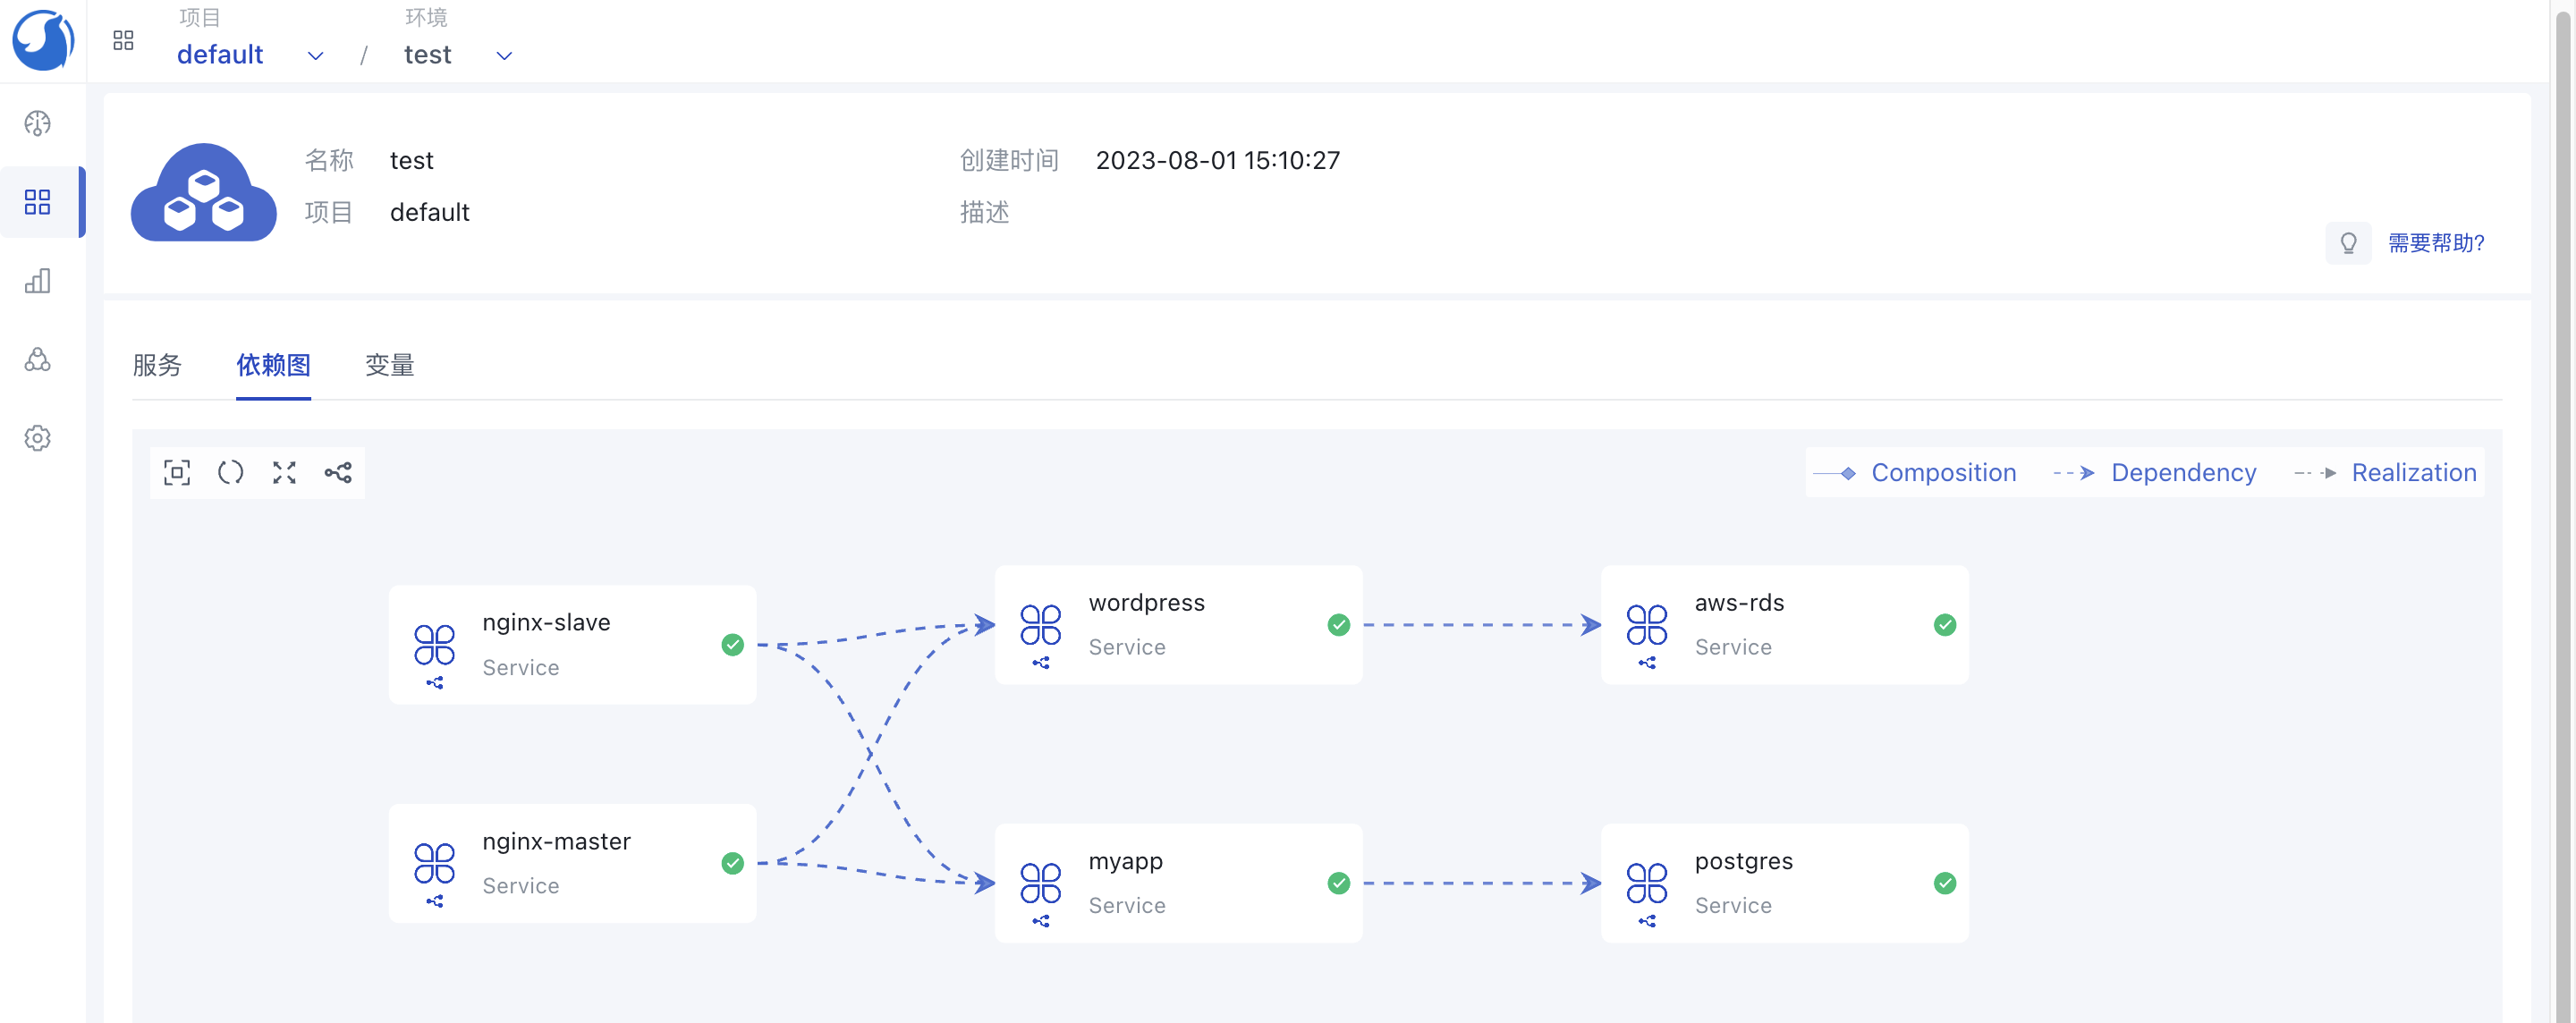 项目 环境
default / test
名称 test 创建时间 2023-08-01 15:10:27
项目 default 描述
需要帮助?
服务 依赖图 变量
Composition Dependency Realization
nginx-slave
Service
wordpress
Service
aws-rds
Service
nginx-master
Service
myapp
Service
postgres
Service